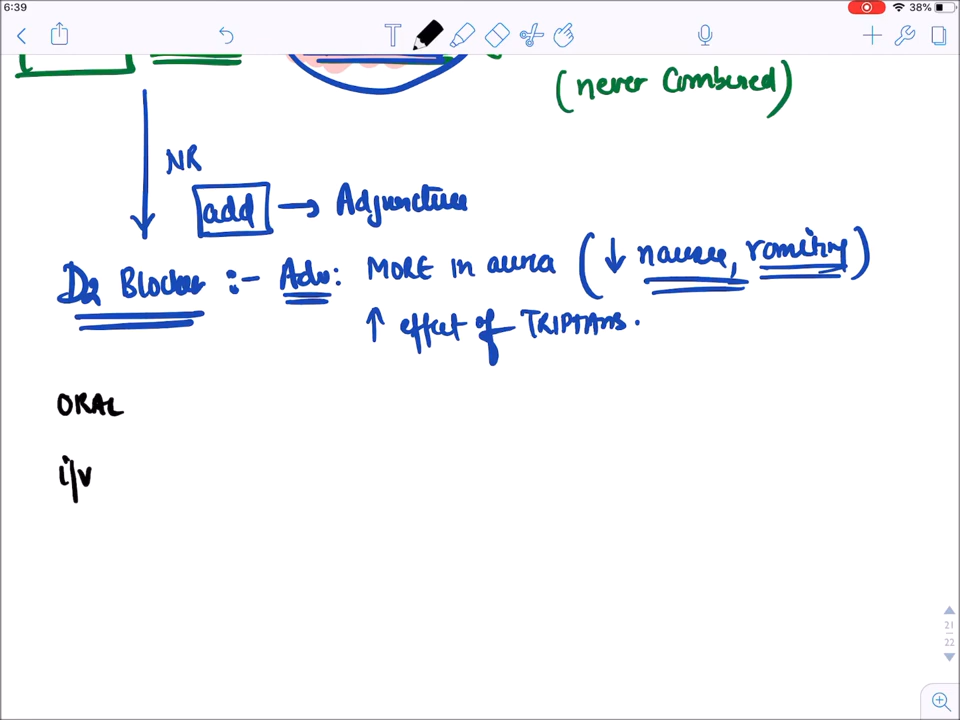 6:39
38%
T
(never Combined)
NR
add → Adjunctive
D2 Blocker :- Adv: MORE in aura (↓ nausea, vomiting)
↑ effect of TRIPTANS.
ORAL
i/v
21
22